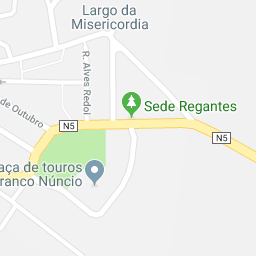 Largo da
Misericordia
R. Alves Redol
Sede Regantes
de Outubro
N5
N5
aça de touros
ranco Núncio